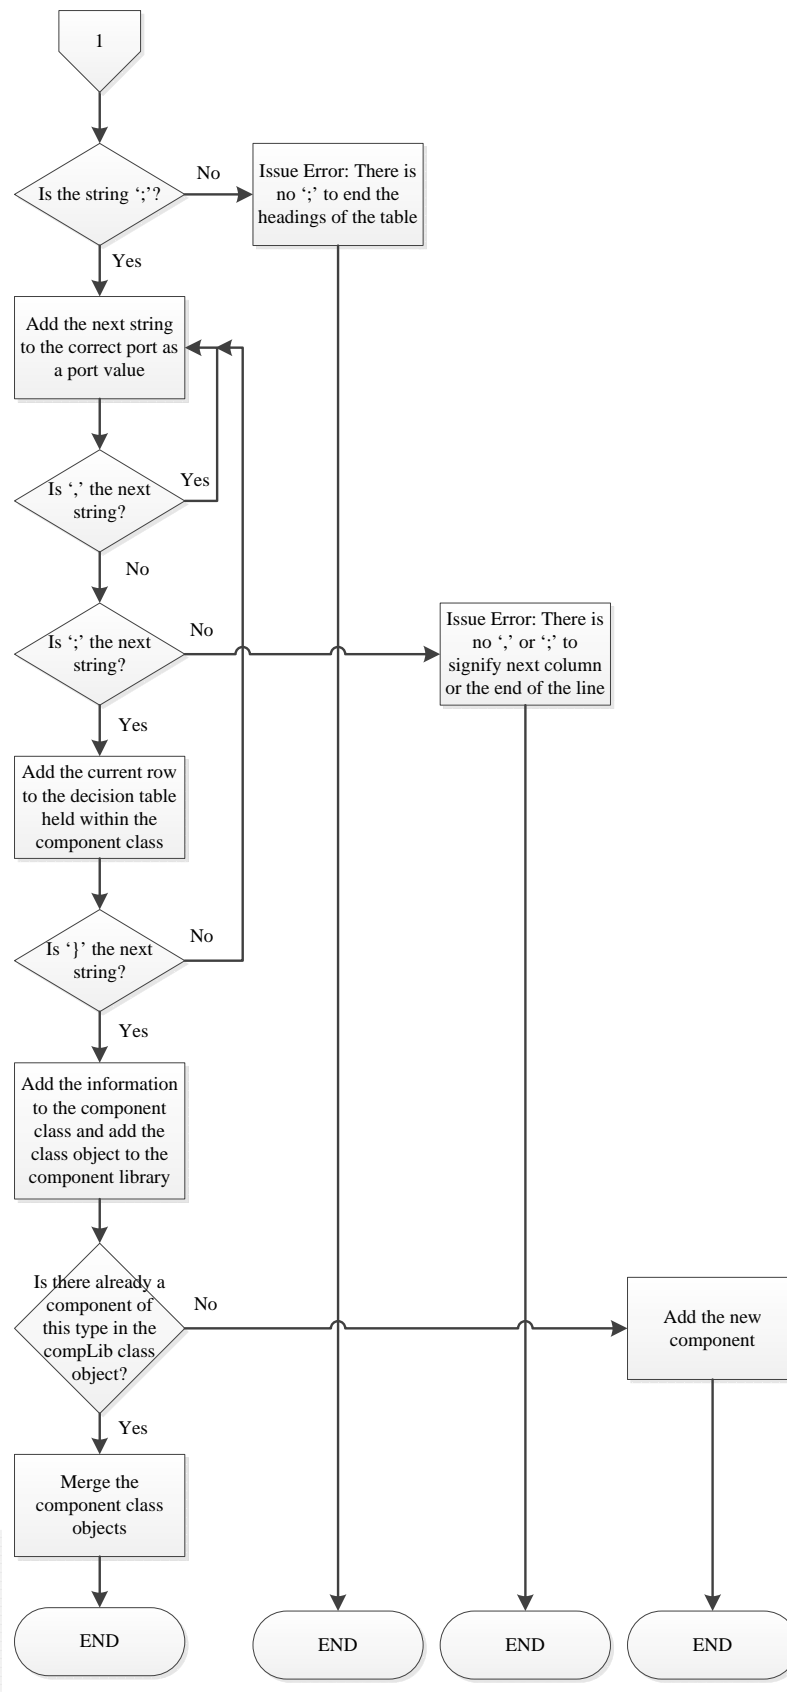 1
Is the string ‘;’?
No
Issue Error: There is
no ‘;’ to end the
headings of the table
Yes
Add the next string
to the correct port as
a port value
Is ‘,’ the next
string?
Yes
No
Is ‘;’ the next
string?
No
Issue Error: There is
no ‘,’ or ‘;’ to
signify next column
or the end of the line
Yes
Add the current row
to the decision table
held within the
component class
Is ‘}’ the next
string?
No
Yes
Add the information
to the component
class and add the
class object to the
component library
Is there already a
component of
this type in the
compLib class
object?
No
Add the new
component
Yes
Merge the
component class
objects
END
END
END
END